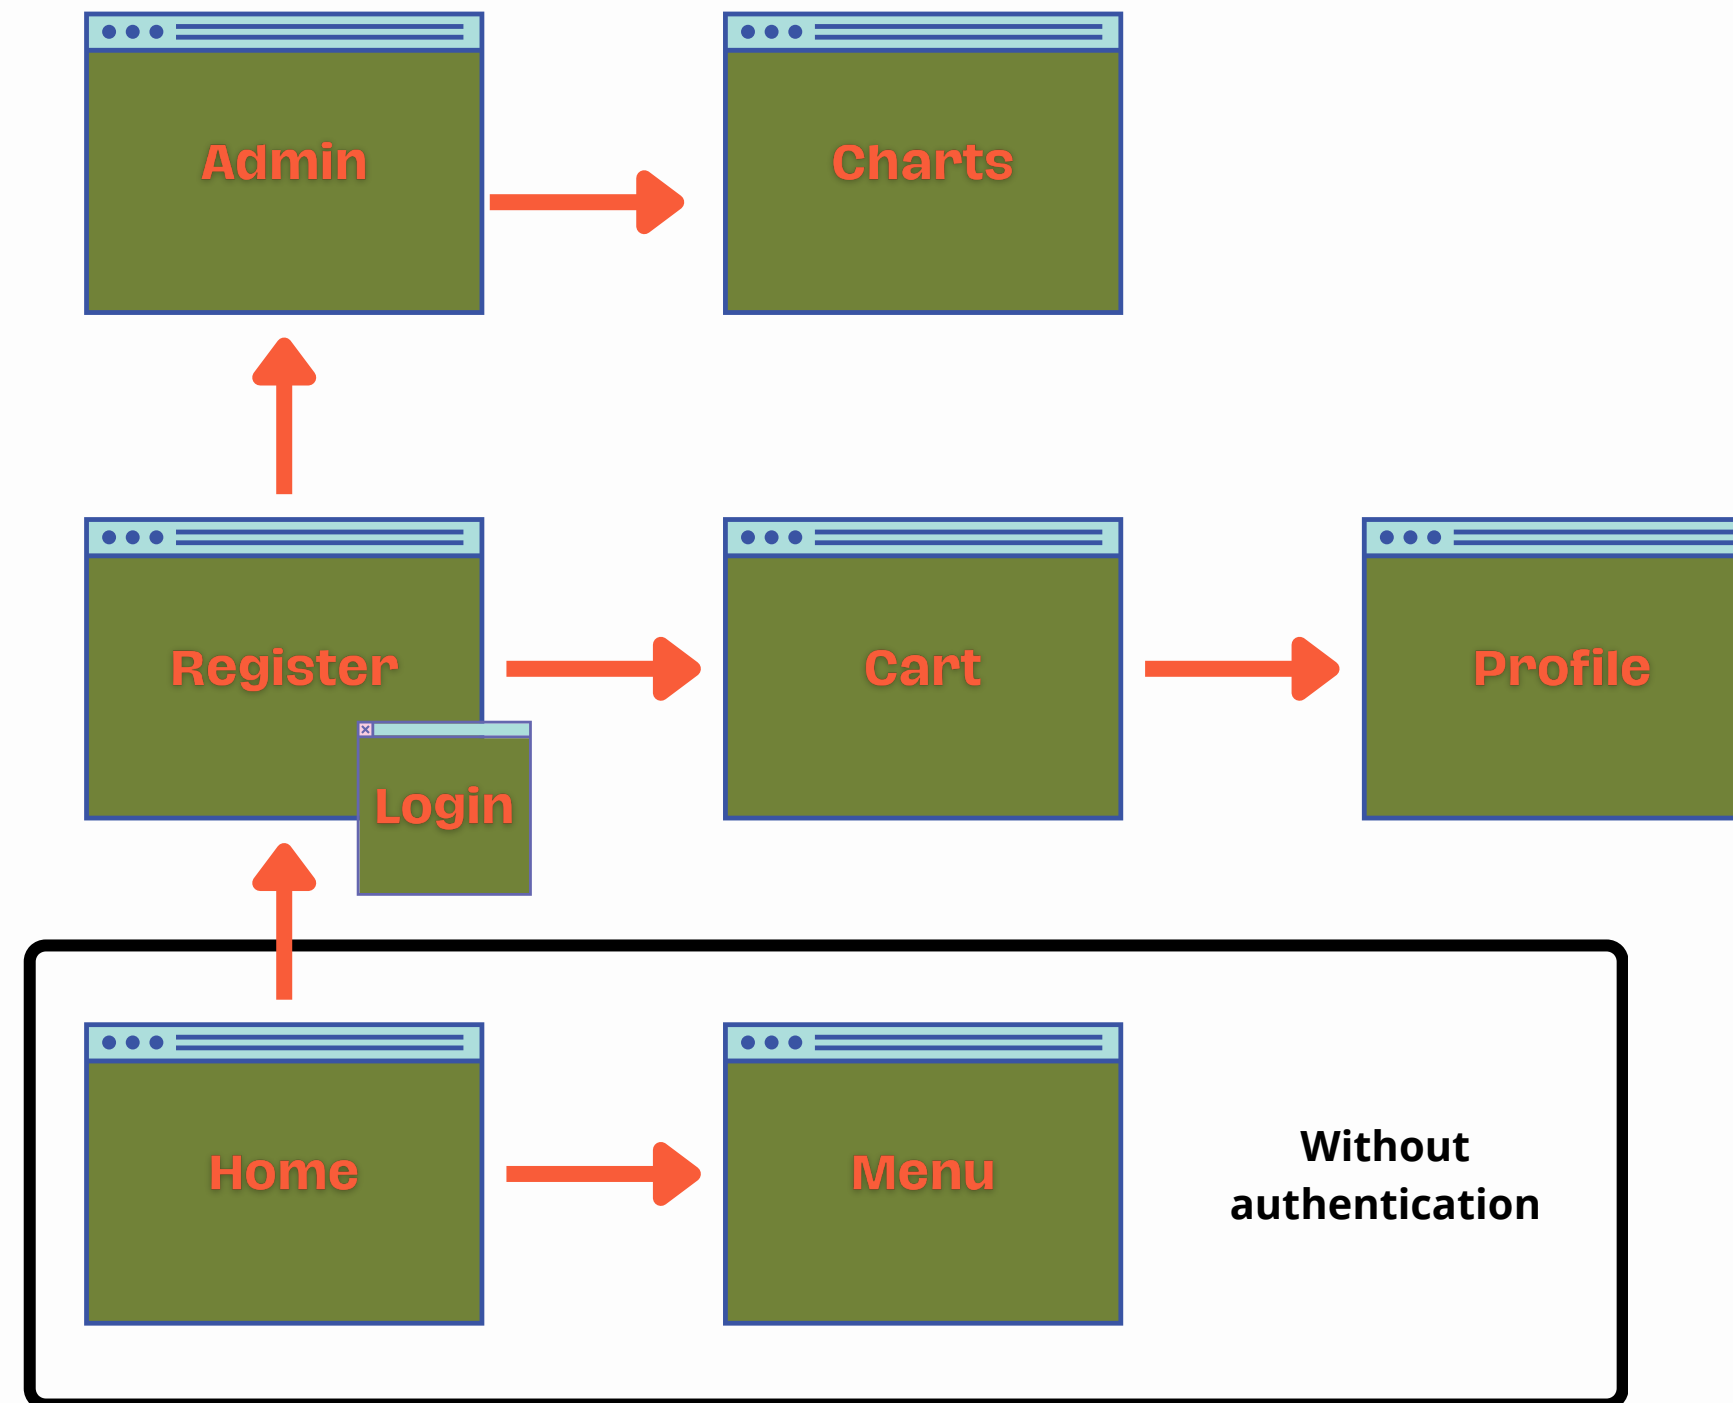 Admin
Charts
Register
Cart
Profile
Login
Home
Menu
Without
authentication